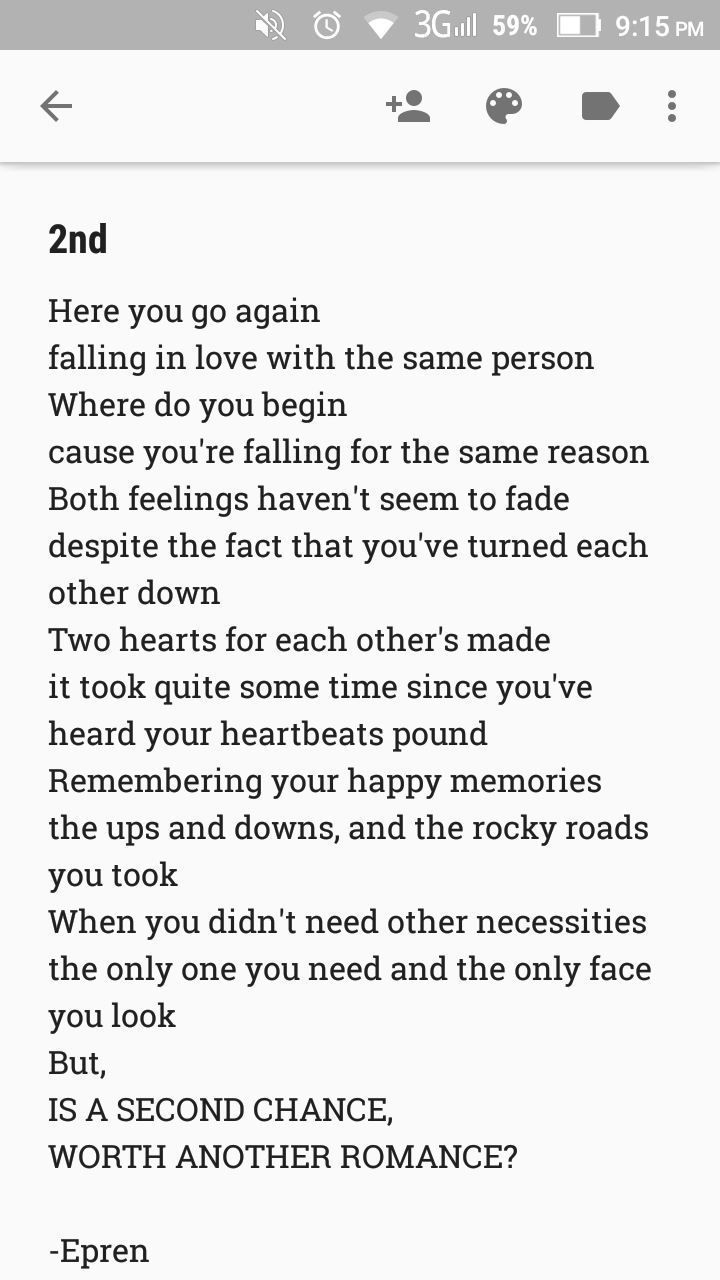 3G 59% 9:15 PM
2nd
Here you go again
falling in love with the same person
Where do you begin
cause you're falling for the same reason
Both feelings haven't seem to fade
despite the fact that you've turned each
other down
Two hearts for each other's made
it took quite some time since you've
heard your heartbeats pound
Remembering your happy memories
the ups and downs, and the rocky roads
you took
When you didn't need other necessities
the only one you need and the only face
you look
But,
IS A SECOND CHANCE,
WORTH ANOTHER ROMANCE?
-Epren